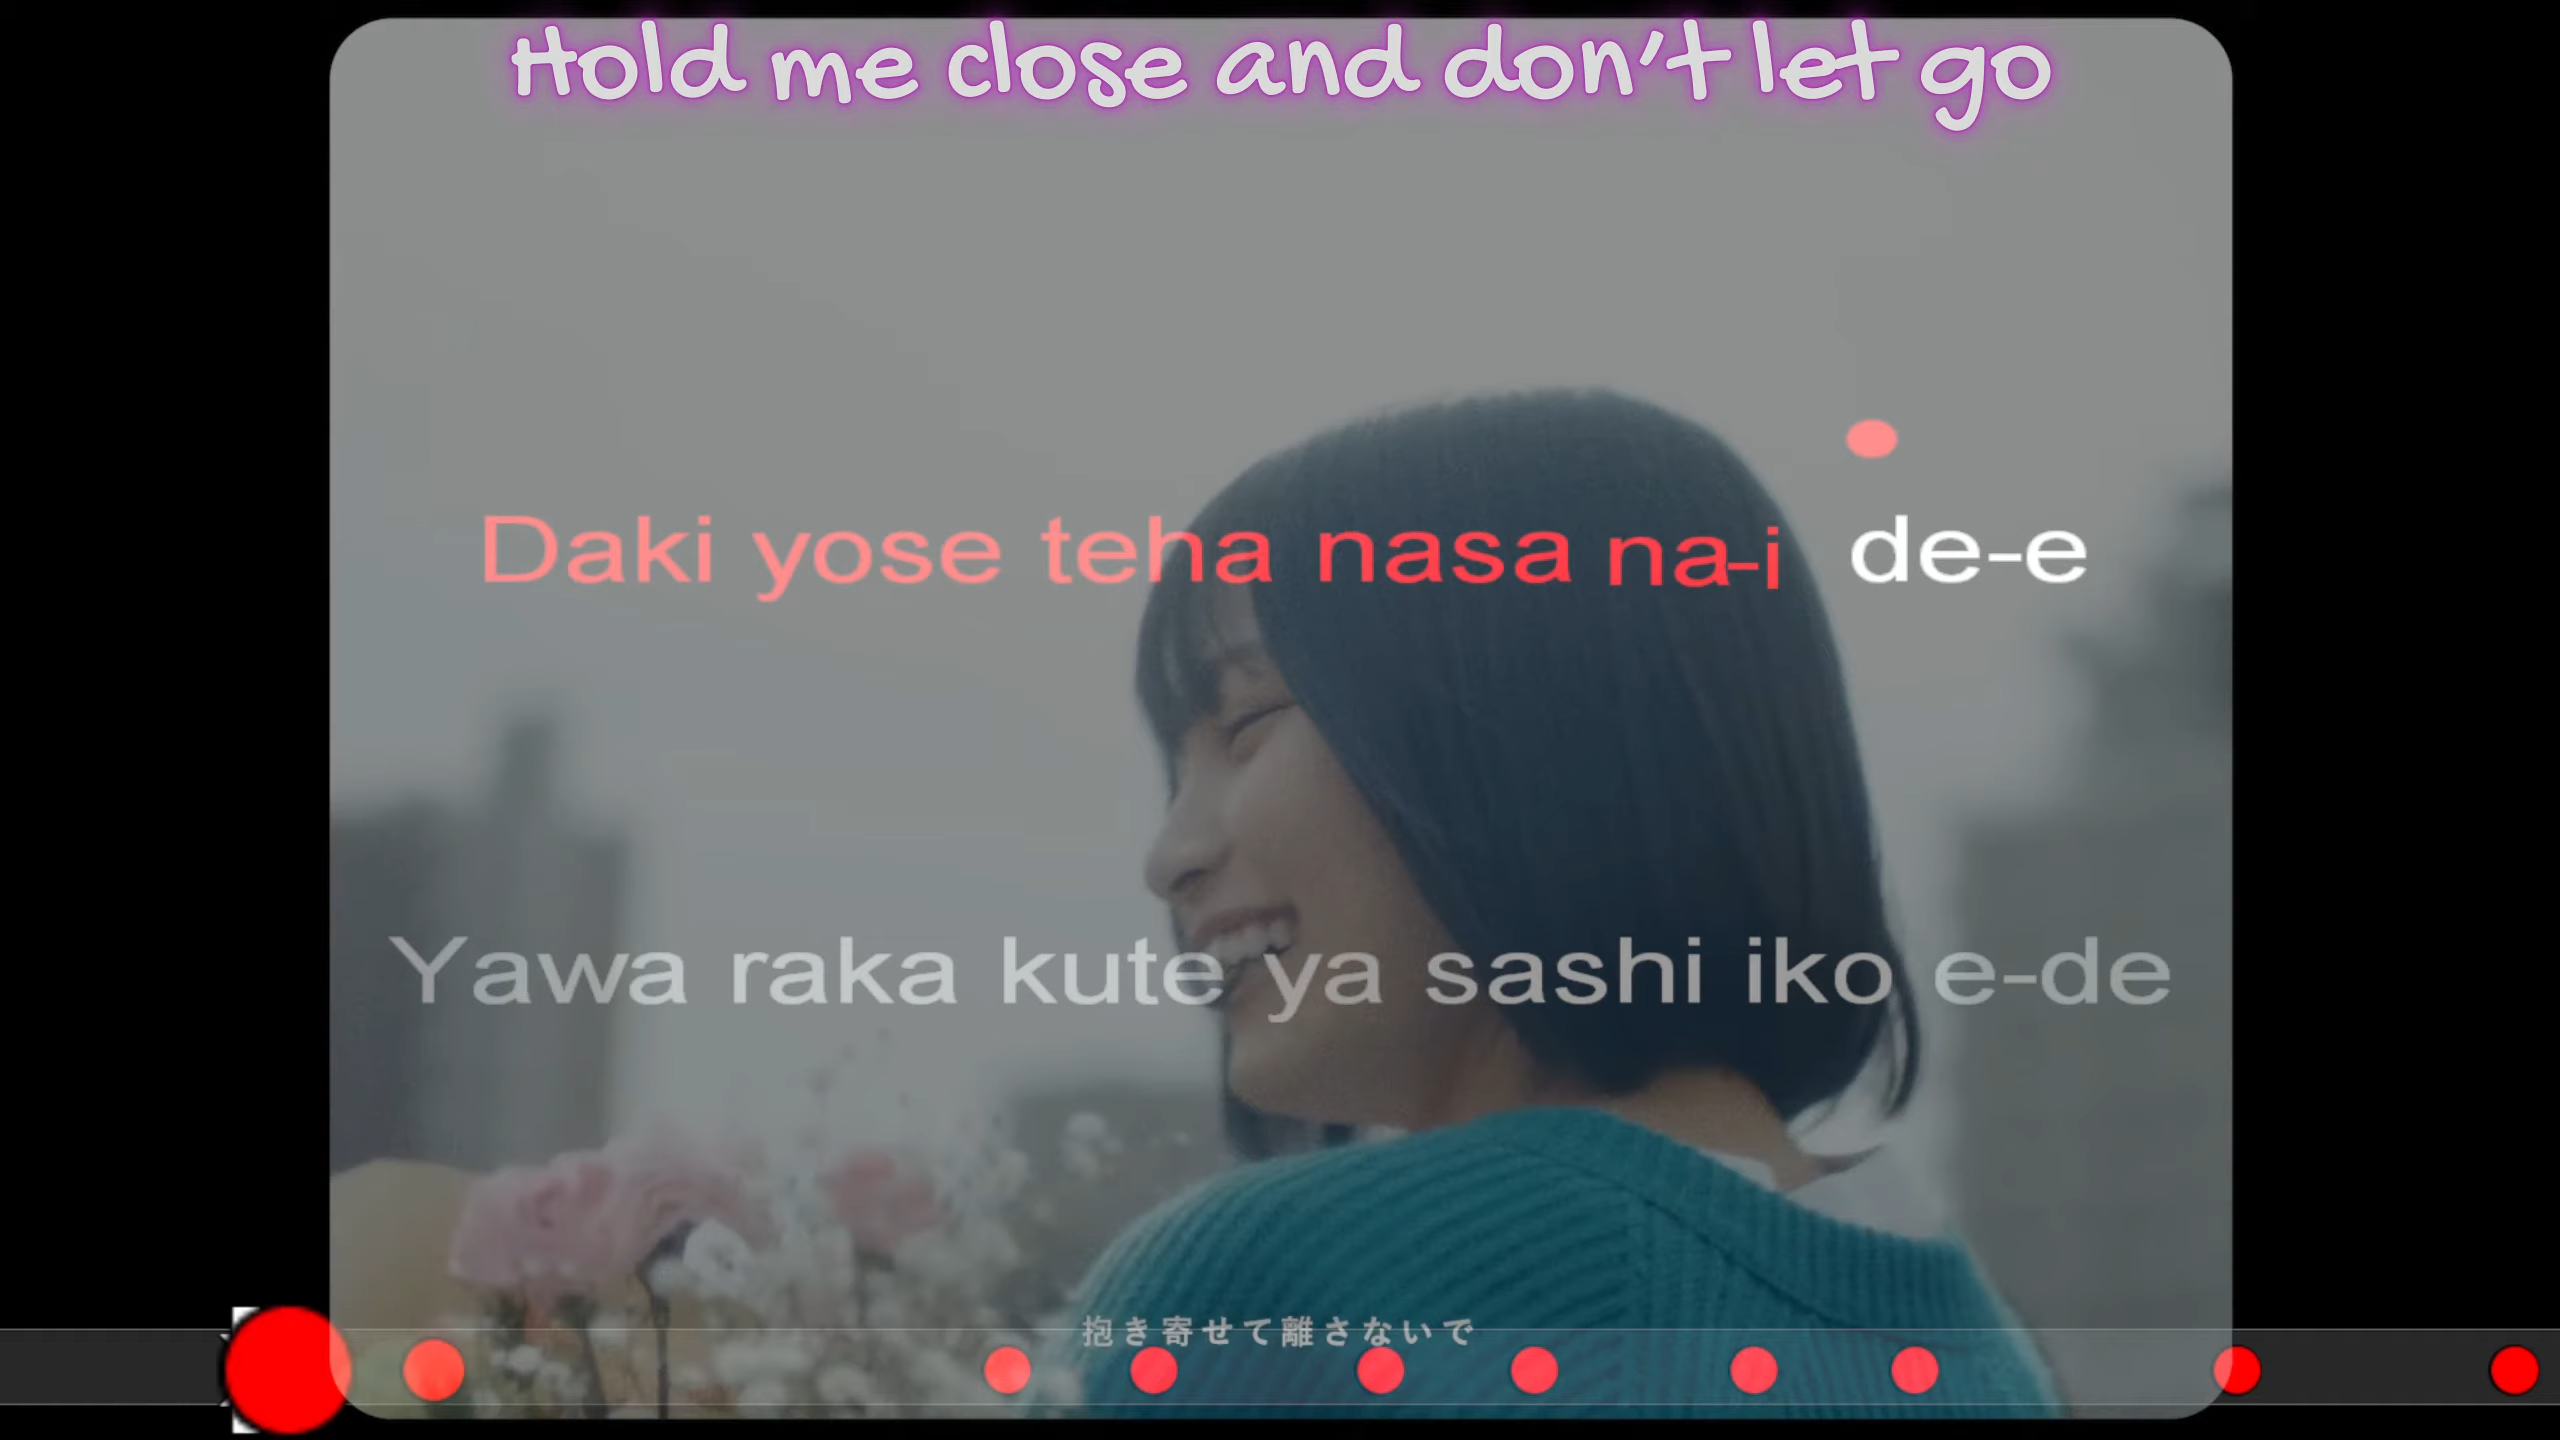 Hold me close and don't let go
Daki yose teha nasa na-i de-e
Yawa raka kute ya sashi iko e-de
抱き寄せて離さないで